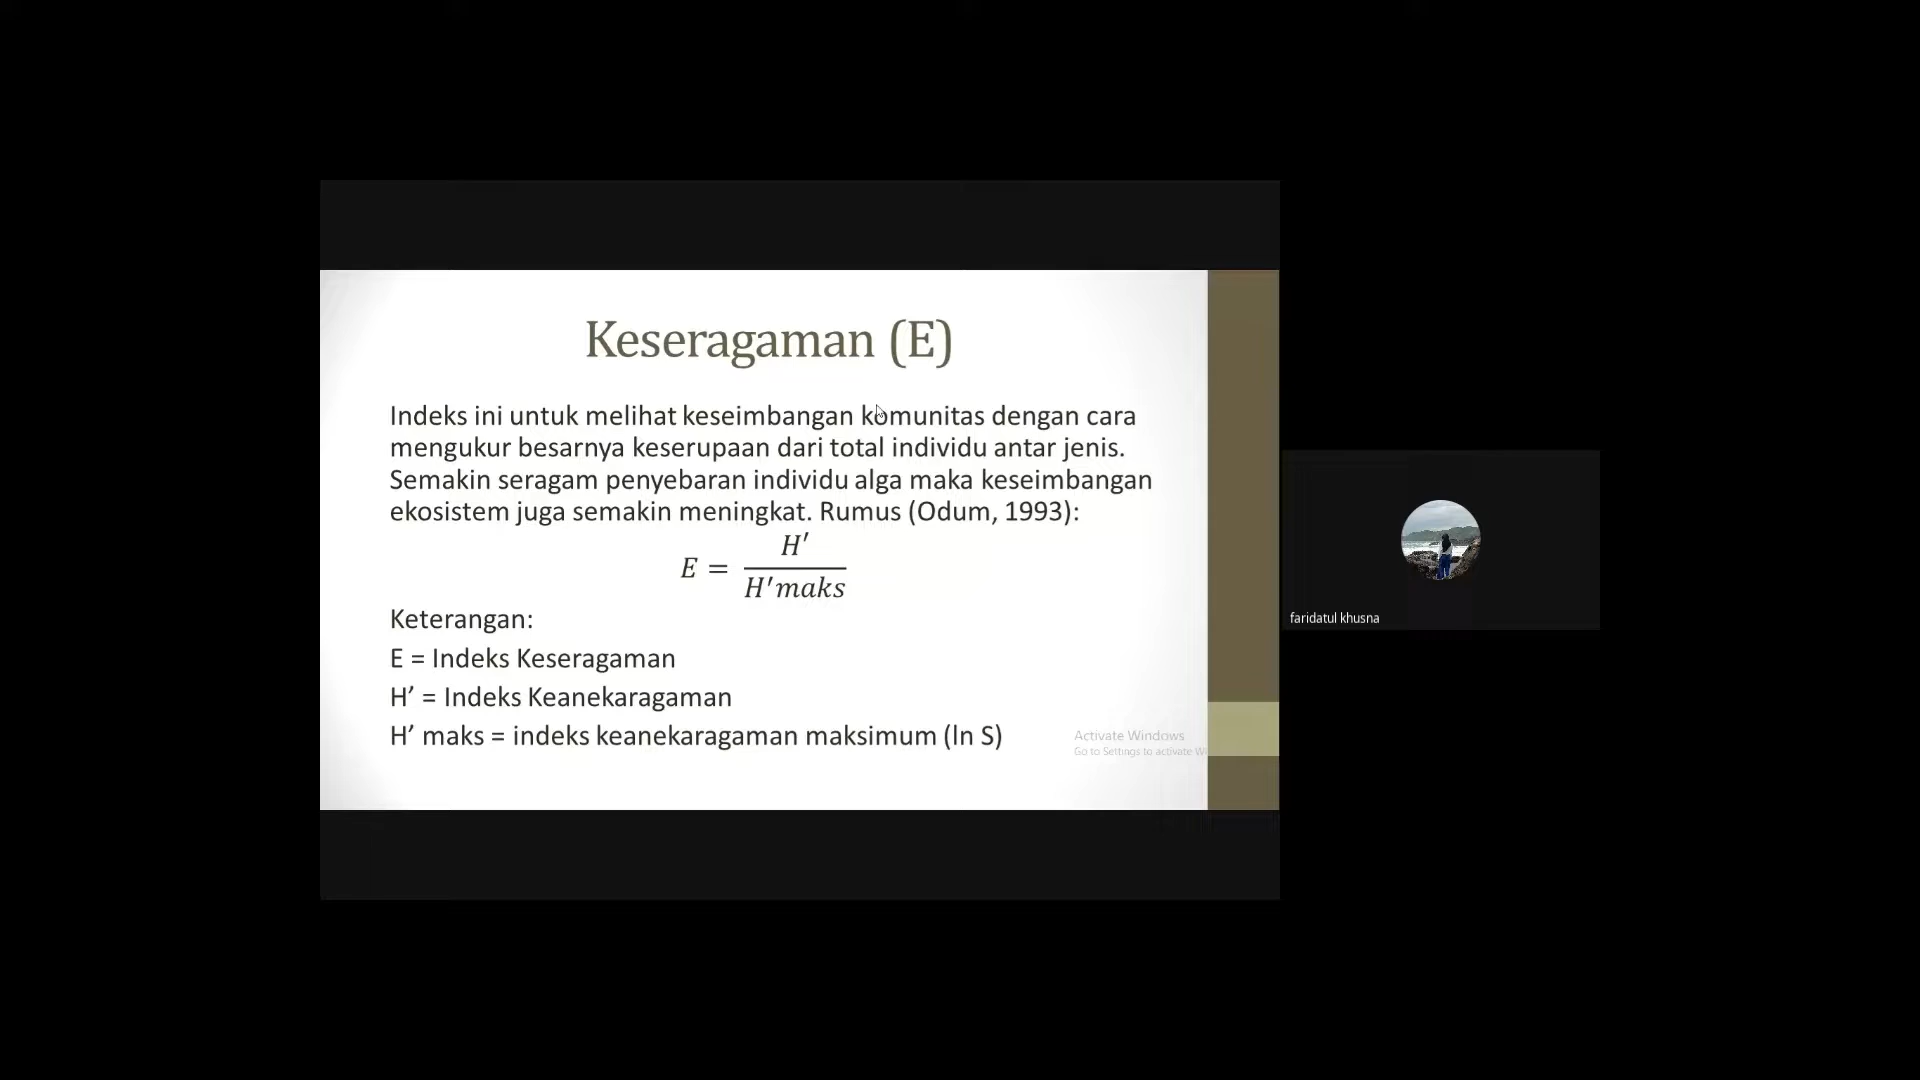 Keseragaman (E)
Indeks ini untuk melihat keseimbangan komunitas dengan cara
mengukur besarnya keserupaan dari total individu antar jenis.
Semakin seragam penyebaran individu alga maka keseimbangan
ekosistem juga semakin meningkat. Rumus (Odum, 1993):
E = H′ / H′maks
Keterangan:
E = Indeks Keseragaman
H’ = Indeks Keanekaragaman
H’ maks = indeks keanekaragaman maksimum (ln S)
Activate Windows
Go to Settings to activate
faridatul khusna